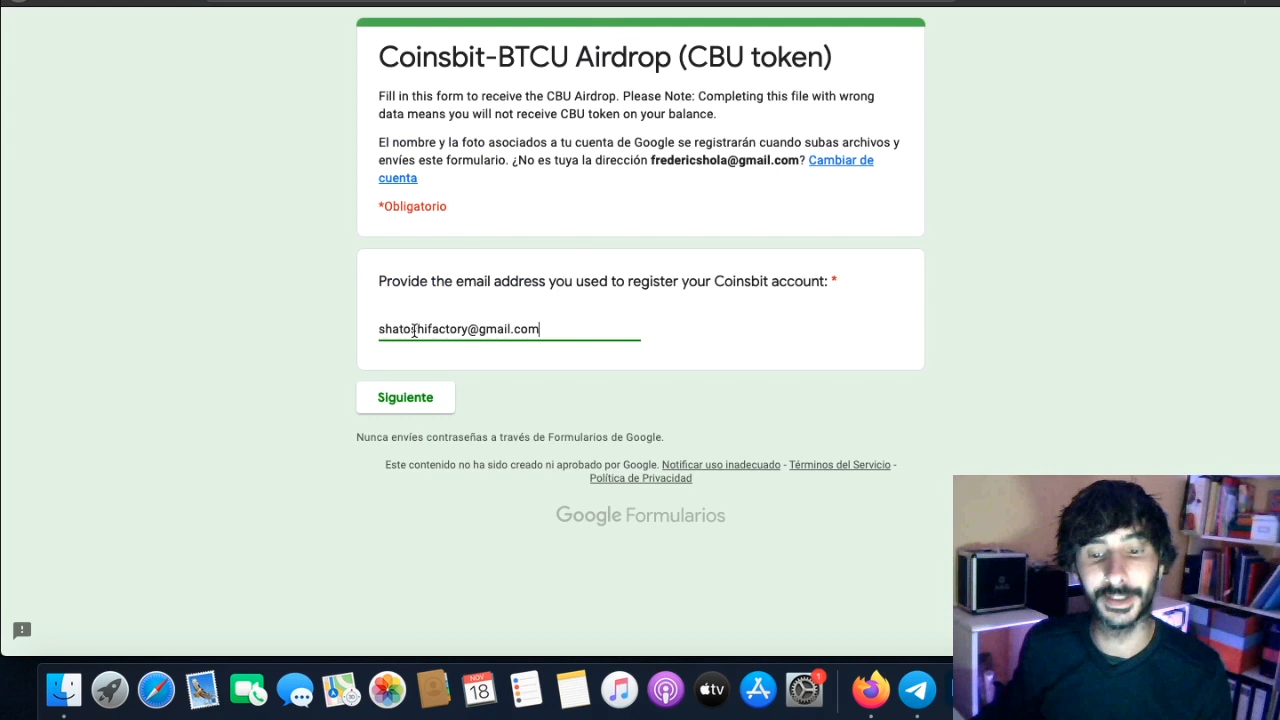 Coinsbit-BTCU Airdrop (CBU token)
Fill in this form to receive the CBU Airdrop. Please Note: Completing this file with wrong
data means you will not receive CBU token on your balance.
El nombre y la foto asociados a tu cuenta de Google se registrarán cuando subas archivos y
envíes este formulario. ¿No es tuya la dirección fredericshola@gmail.com? Cambiar de
cuenta
*Obligatorio
Provide the email address you used to register your Coinsbit account: *
shatoshifactory@gmail.com
Siguiente
Nunca envíes contraseñas a través de Formularios de Google.
Este contenido no ha sido creado ni aprobado por Google. Notificar uso inadecuado - Términos del Servicio -
Política de Privacidad
Google Formularios
NOV
18
tv
1